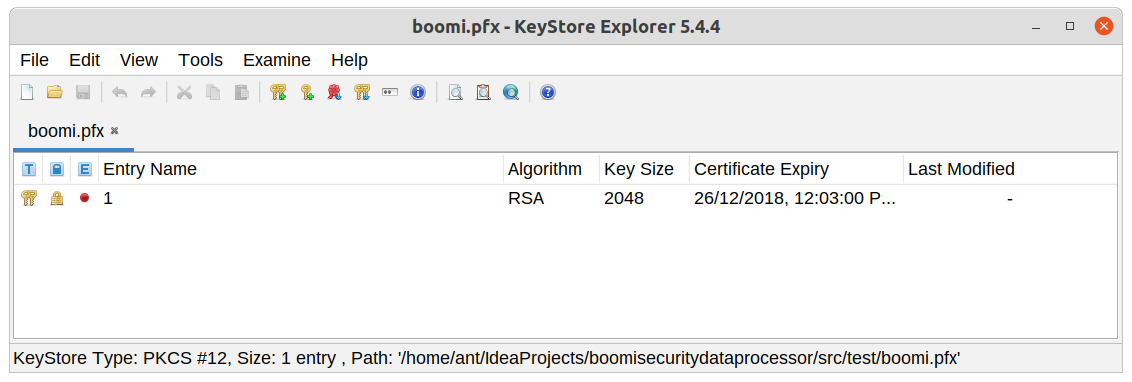 boomi.pfx - KeyStore Explorer 5.4.4
File Edit View Tools Examine Help
boomi.pfx
T E Entry Name Algorithm Key Size Certificate Expiry Last Modified
1 RSA 2048 26/12/2018, 12:03:00 P... -
KeyStore Type: PKCS #12, Size: 1 entry , Path: '/home/ant/IdeaProjects/boomisecuritydataprocessor/src/test/boomi.pfx'